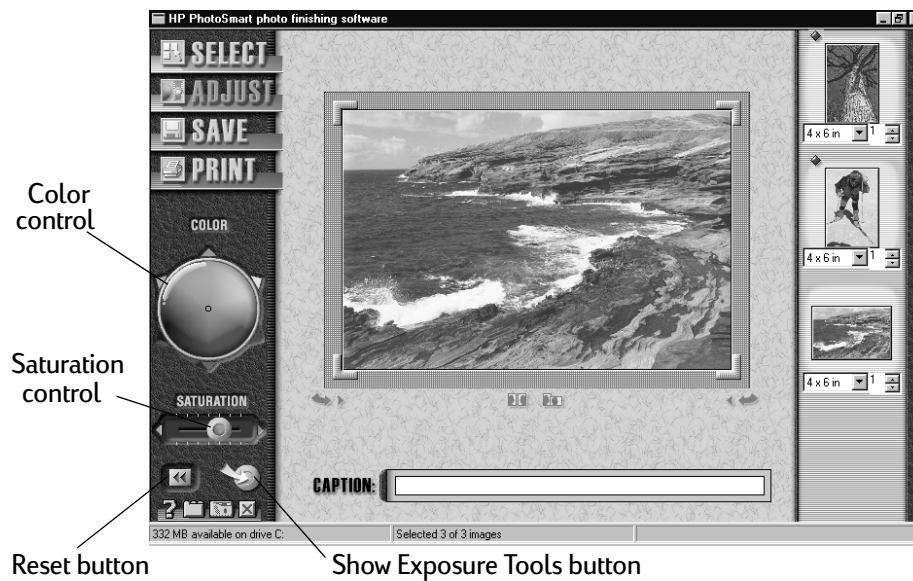 HP PhotoSmart photo finishing software
SELECT
ADJUST
SAVE
PRINT
Color
control
COLOR
Saturation
control
SATURATION
CAPTION:
4 x 6 in 1
4 x 6 in 1
4 x 6 in 1
?
332 MB available on drive C:
Selected 3 of 3 images
Reset button
Show Exposure Tools button